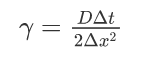 γ = DΔt / 2Δx²